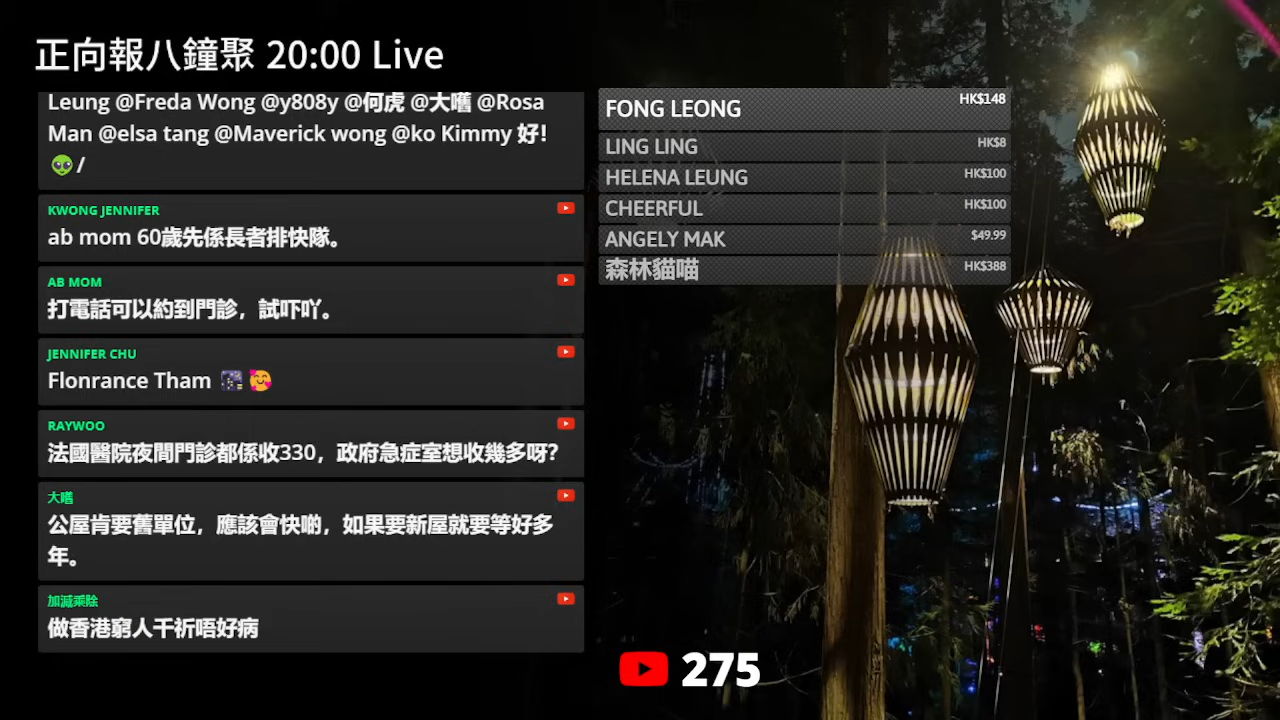 正向報八鐘聚 20:00 Live
Leung @Freda Wong @y808y @何虎 @大嚿 @Rosa
Man @elsa tang @Maverick wong @ko Kimmy 好!
👽/
KWONG JENNIFER
ab mom 60歲先係長者排快隊。
AB MOM
打電話可以約到門診，試吓吖。
JENNIFER CHU
Flonrance Tham 🎆🥰
RAYWOO
法國醫院夜間門診都係收330，政府急症室想收幾多呀?
大嚿
公屋肯要舊單位，應該會快啲，如果要新屋就要等好多
年。
加減乘除
做香港窮人千祈唔好病
FONG LEONG HK$148
LING LING HK$8
HELENA LEUNG HK$100
CHEERFUL HK$100
ANGELY MAK $49.99
森林貓喵 HK$388
275